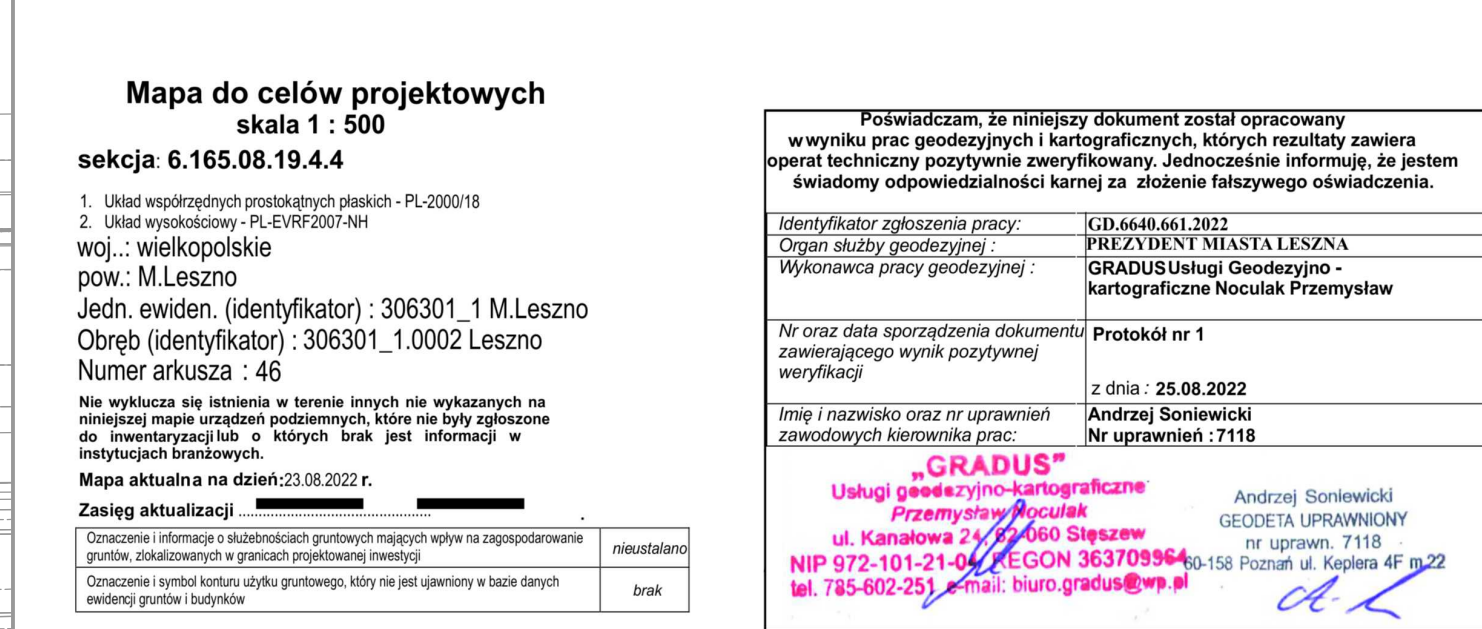 Mapa do celów projektowych
skala 1 : 500
sekcja: 6.165.08.19.4.4
1. Układ współrzędnych prostokątnych płaskich - PL-2000/18
2. Układ wysokościowy - PL-EVRF2007-NH
woj..: wielkopolskie
pow.: M.Leszno
Jedn. ewiden. (identyfikator) : 306301_1 M.Leszno
Obręb (identyfikator) : 306301_1.0002 Leszno
Numer arkusza : 46
Nie wyklucza się istnienia w terenie innych nie wykazanych na
niniejszej mapie urządzeń podziemnych, które nie były zgłoszone
do inwentaryzacji lub o których brak jest informacji w
instytucjach branżowych.
Mapa aktualna na dzień:23.08.2022 r.
Zasięg aktualizacji
Oznaczenie i informacje o służebnościach gruntowych mających wpływ na zagospodarowanie
gruntów, zlokalizowanych w granicach projektowanej inwestycji
nieustalano
Oznaczenie i symbol konturu użytku gruntowego, który nie jest ujawniony w bazie danych
ewidencji gruntów i budynków
brak
Poświadczam, że niniejszy dokument został opracowany
w wyniku prac geodezyjnych i kartograficznych, których rezultaty zawiera
operat techniczny pozytywnie zweryfikowany. Jednocześnie informuję, że jestem
świadomy odpowiedzialności karnej za złożenie fałszywego oświadczenia.
Identyfikator zgłoszenia pracy: GD.6640.661.2022
Organ służby geodezyjnej : PREZYDENT MIASTA LESZNA
Wykonawca pracy geodezyjnej : GRADUS Usługi Geodezyjno -
kartograficzne Noculak Przemysław
Nr oraz data sporządzenia dokumentu Protokół nr 1
zawierającego wynik pozytywnej
weryfikacji
z dnia : 25.08.2022
Imię i nazwisko oraz nr uprawnień Andrzej Soniewicki
zawodowych kierownika prac: Nr uprawnień :7118
„GRADUS”
Usługi geodezyjno-kartograficzne
Przemysław Noculak
ul. Kanałowa 24, 62-060 Stęszew
NIP 972-101-21-04, REGON 363709964
tel. 785-602-251, e-mail: biuro.gradus@wp.pl
Andrzej Soniewicki
GEODETA UPRAWNIONY
nr uprawn. 7118
60-158 Poznań ul. Keplera 4F m.22